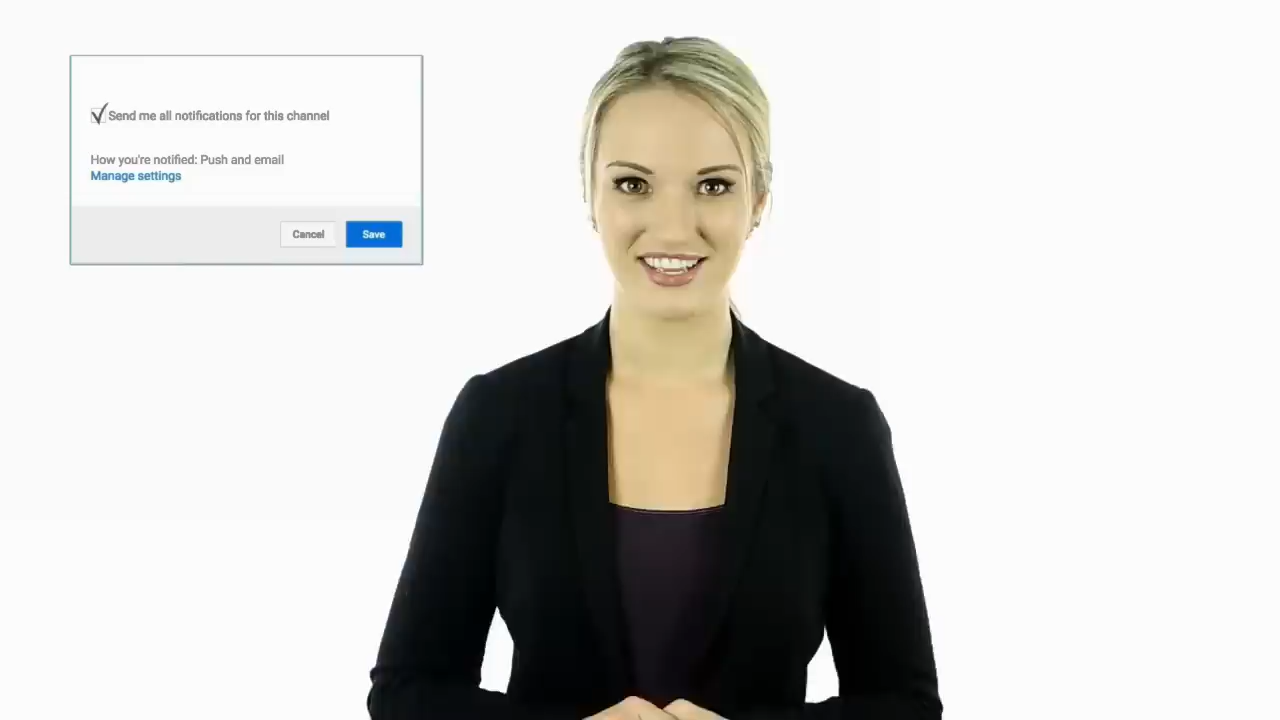 Send me all notifications for this channel
How you're notified: Push and email
Manage settings
Cancel
Save